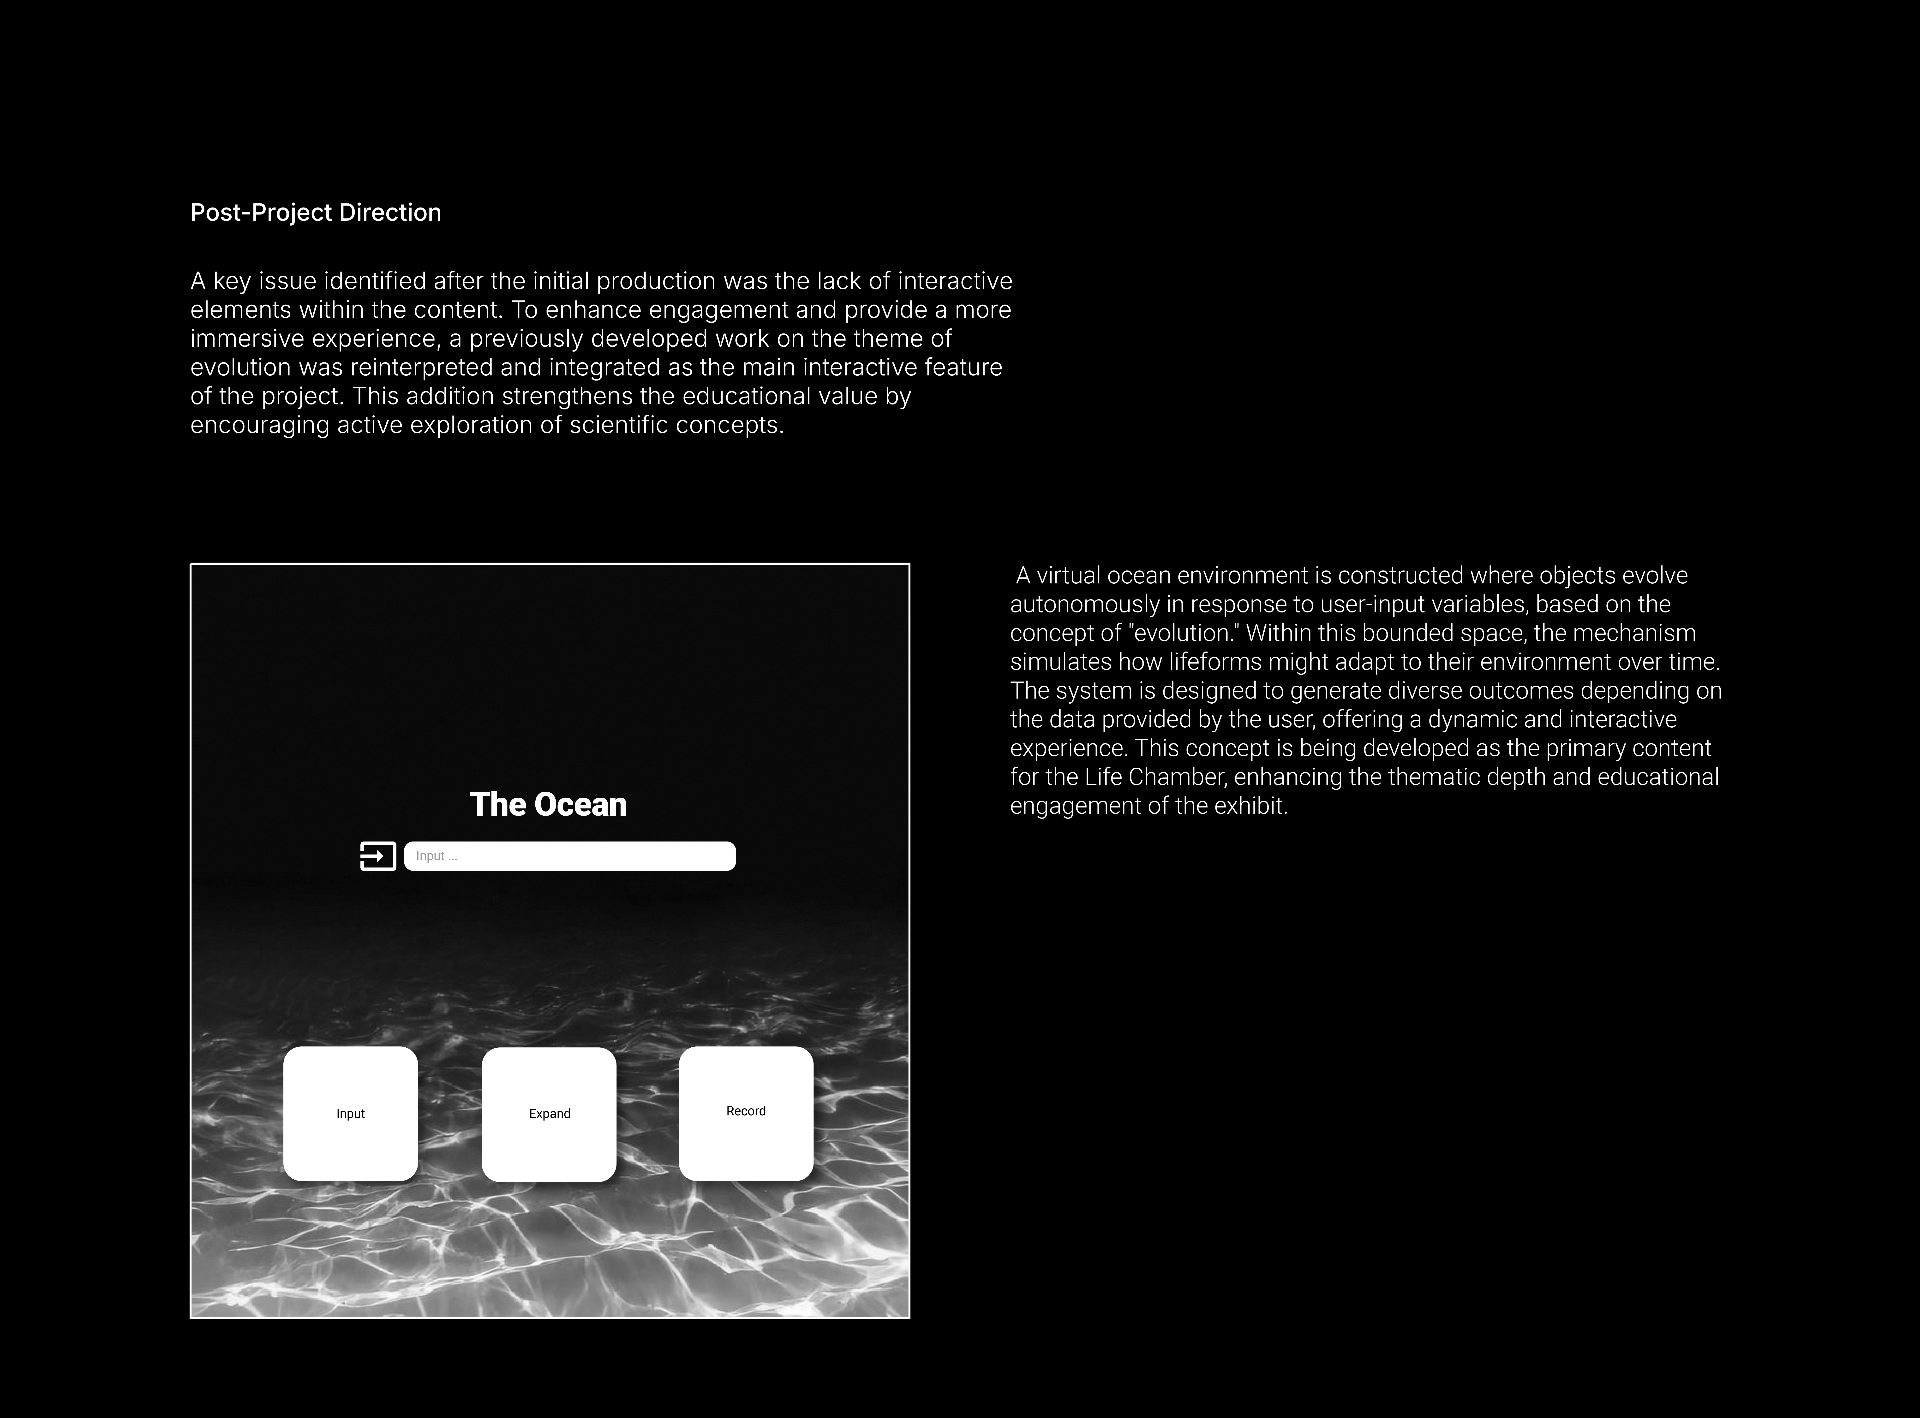 Post-Project Direction
A key issue identified after the initial production was the lack of interactive
elements within the content. To enhance engagement and provide a more
immersive experience, a previously developed work on the theme of
evolution was reinterpreted and integrated as the main interactive feature
of the project. This addition strengthens the educational value by
encouraging active exploration of scientific concepts.
A virtual ocean environment is constructed where objects evolve
autonomously in response to user-input variables, based on the
concept of "evolution." Within this bounded space, the mechanism
simulates how lifeforms might adapt to their environment over time.
The system is designed to generate diverse outcomes depending on
the data provided by the user, offering a dynamic and interactive
experience. This concept is being developed as the primary content
for the Life Chamber, enhancing the thematic depth and educational
engagement of the exhibit.
The Ocean
Input ...
Input
Expand
Record